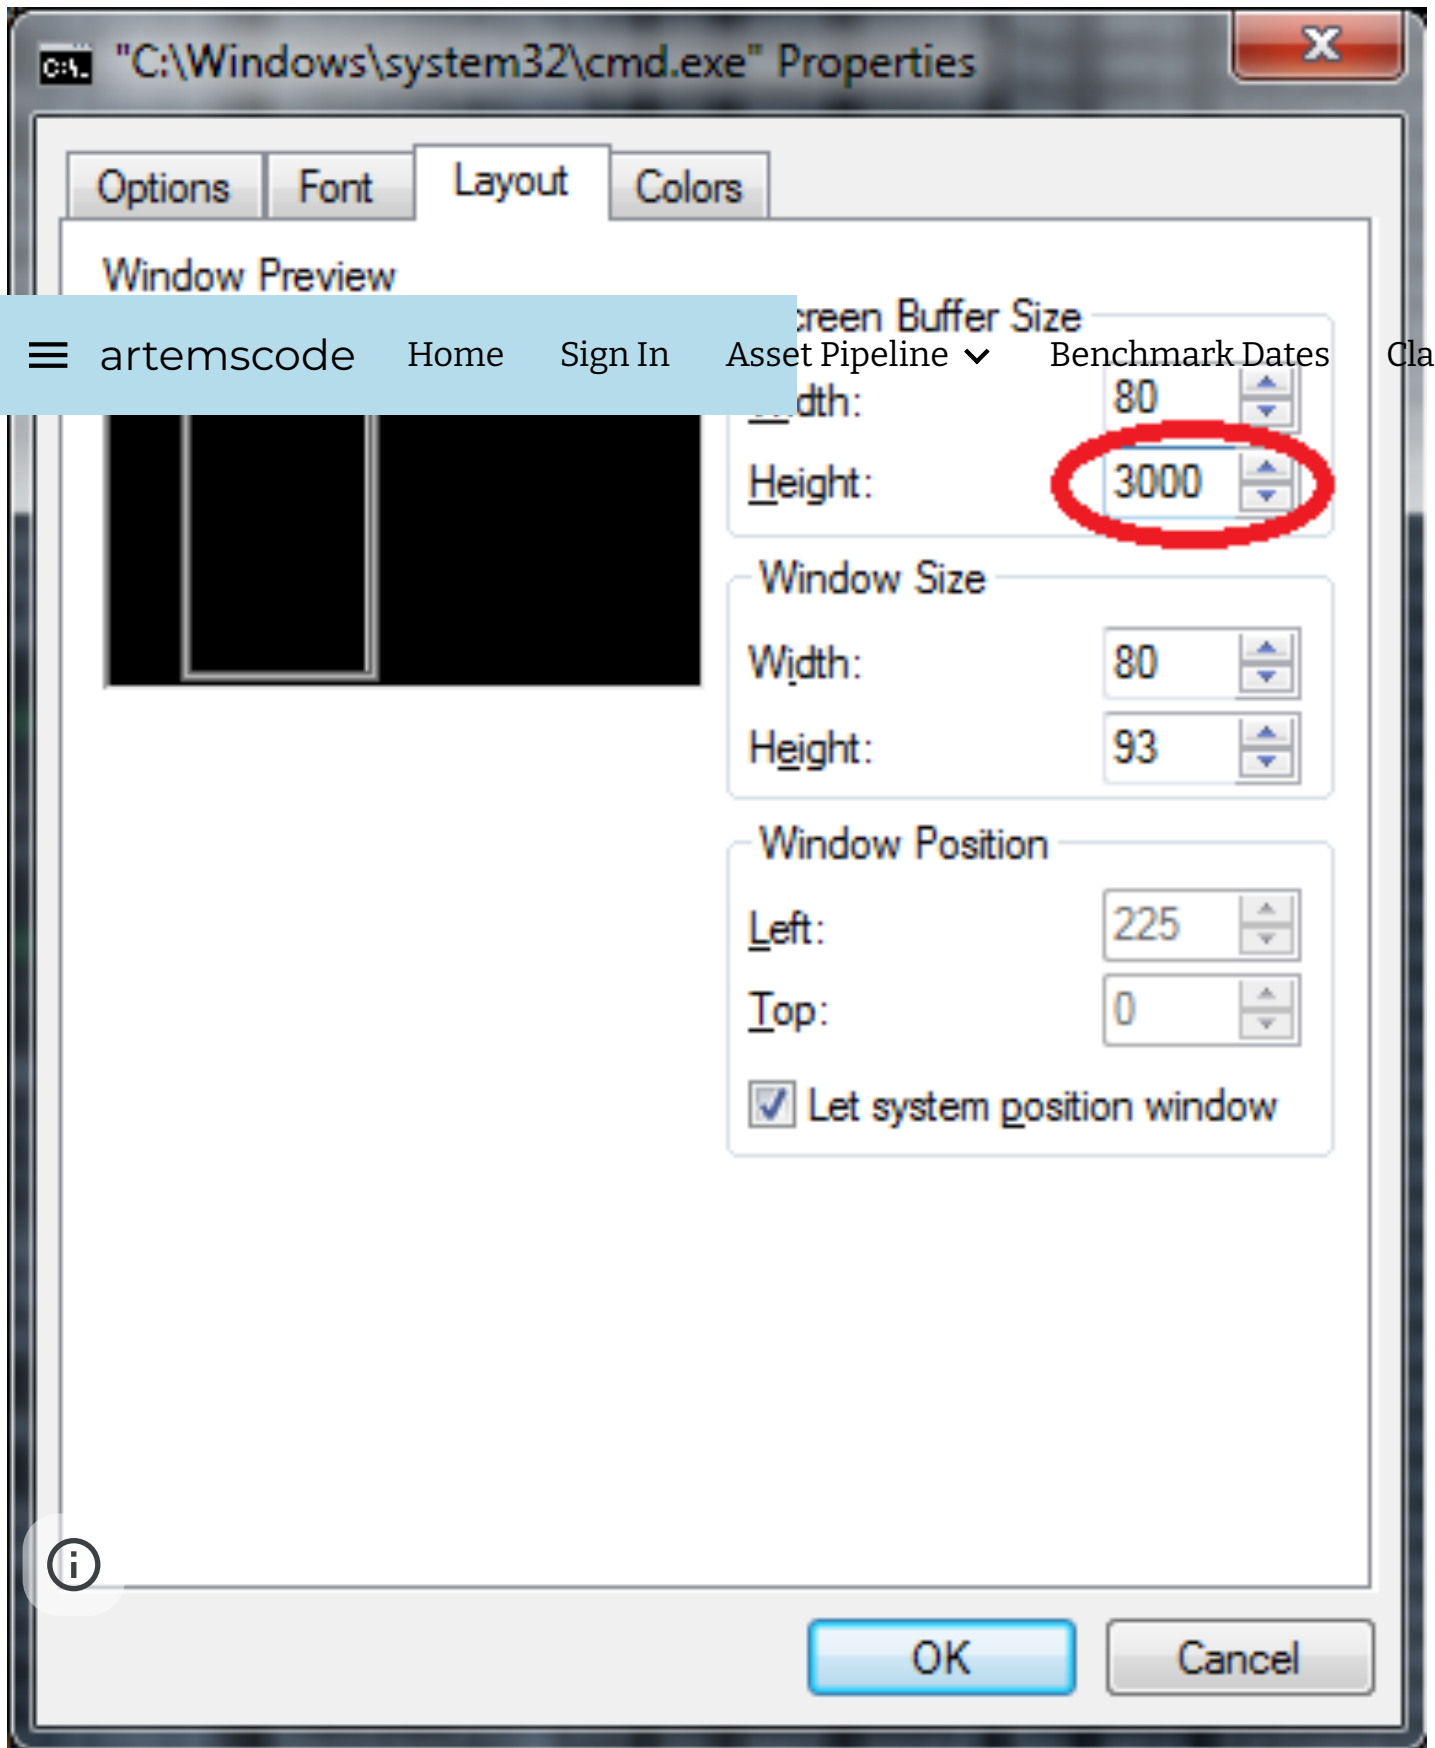 C:\.
"C:\Windows\system32\cmd.exe" Properties
Options Font Layout Colors
Window Preview
creen Buffer Size
artemscode Home Sign In Asset Pipeline Benchmark Dates Cla
dth: 80
Height: 3000
Window Size
Width: 80
Height: 93
Window Position
Left: 225
Top: 0
Let system position window
OK Cancel